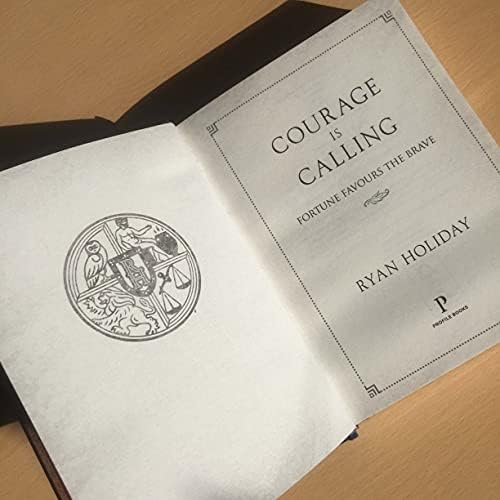 COURAGE
IS
CALLING
FORTUNE FAVOURS THE BRAVE
RYAN HOLIDAY
P
PROFILE BOOKS